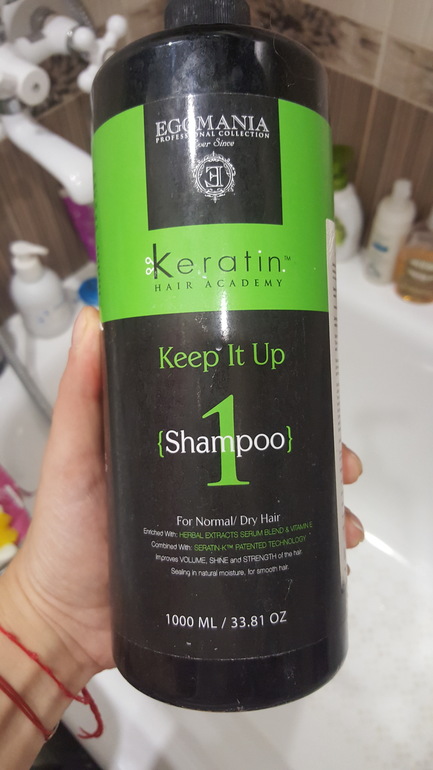 EGOMANIA
PROFESSIONAL COLLECTION
Ever Since
E
Keratin™
HAIR ACADEMY
Keep It Up
1
{Shampoo}
For Normal/ Dry Hair
Enriched With: HERBAL EXTRACTS SERUM BLEND & VITAMIN E
Combined With: SERATIN-K™ PATENTED TECHNOLOGY
Improves VOLUME, SHINE and STRENGTH of the hair.
Sealing in natural moisture, for smooth hair.
1000 ML / 33.81 OZ